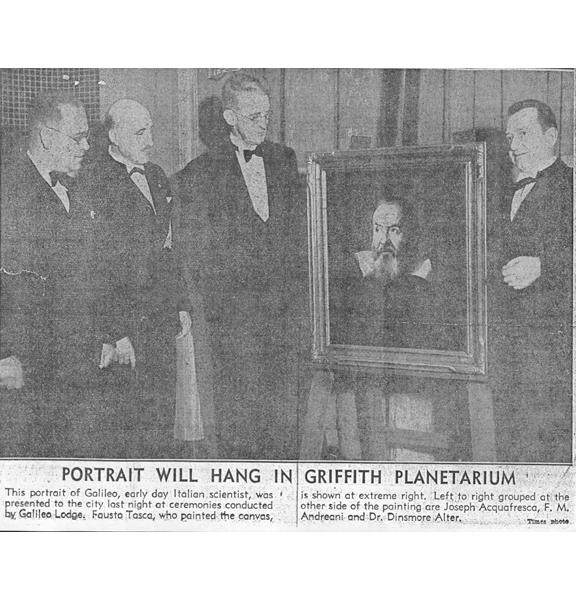 PORTRAIT WILL HANG IN GRIFFITH PLANETARIUM
This portrait of Galileo, early day Italian scientist, was
presented to the city last night at ceremonies conducted
by Galileo Lodge. Fausto Tasca, who painted the canvas,
is shown at extreme right. Left to right grouped at the
other side of the painting are Joseph Acquafresca, F. M.
Andreani and Dr. Dinsmore Alter.
Times photo